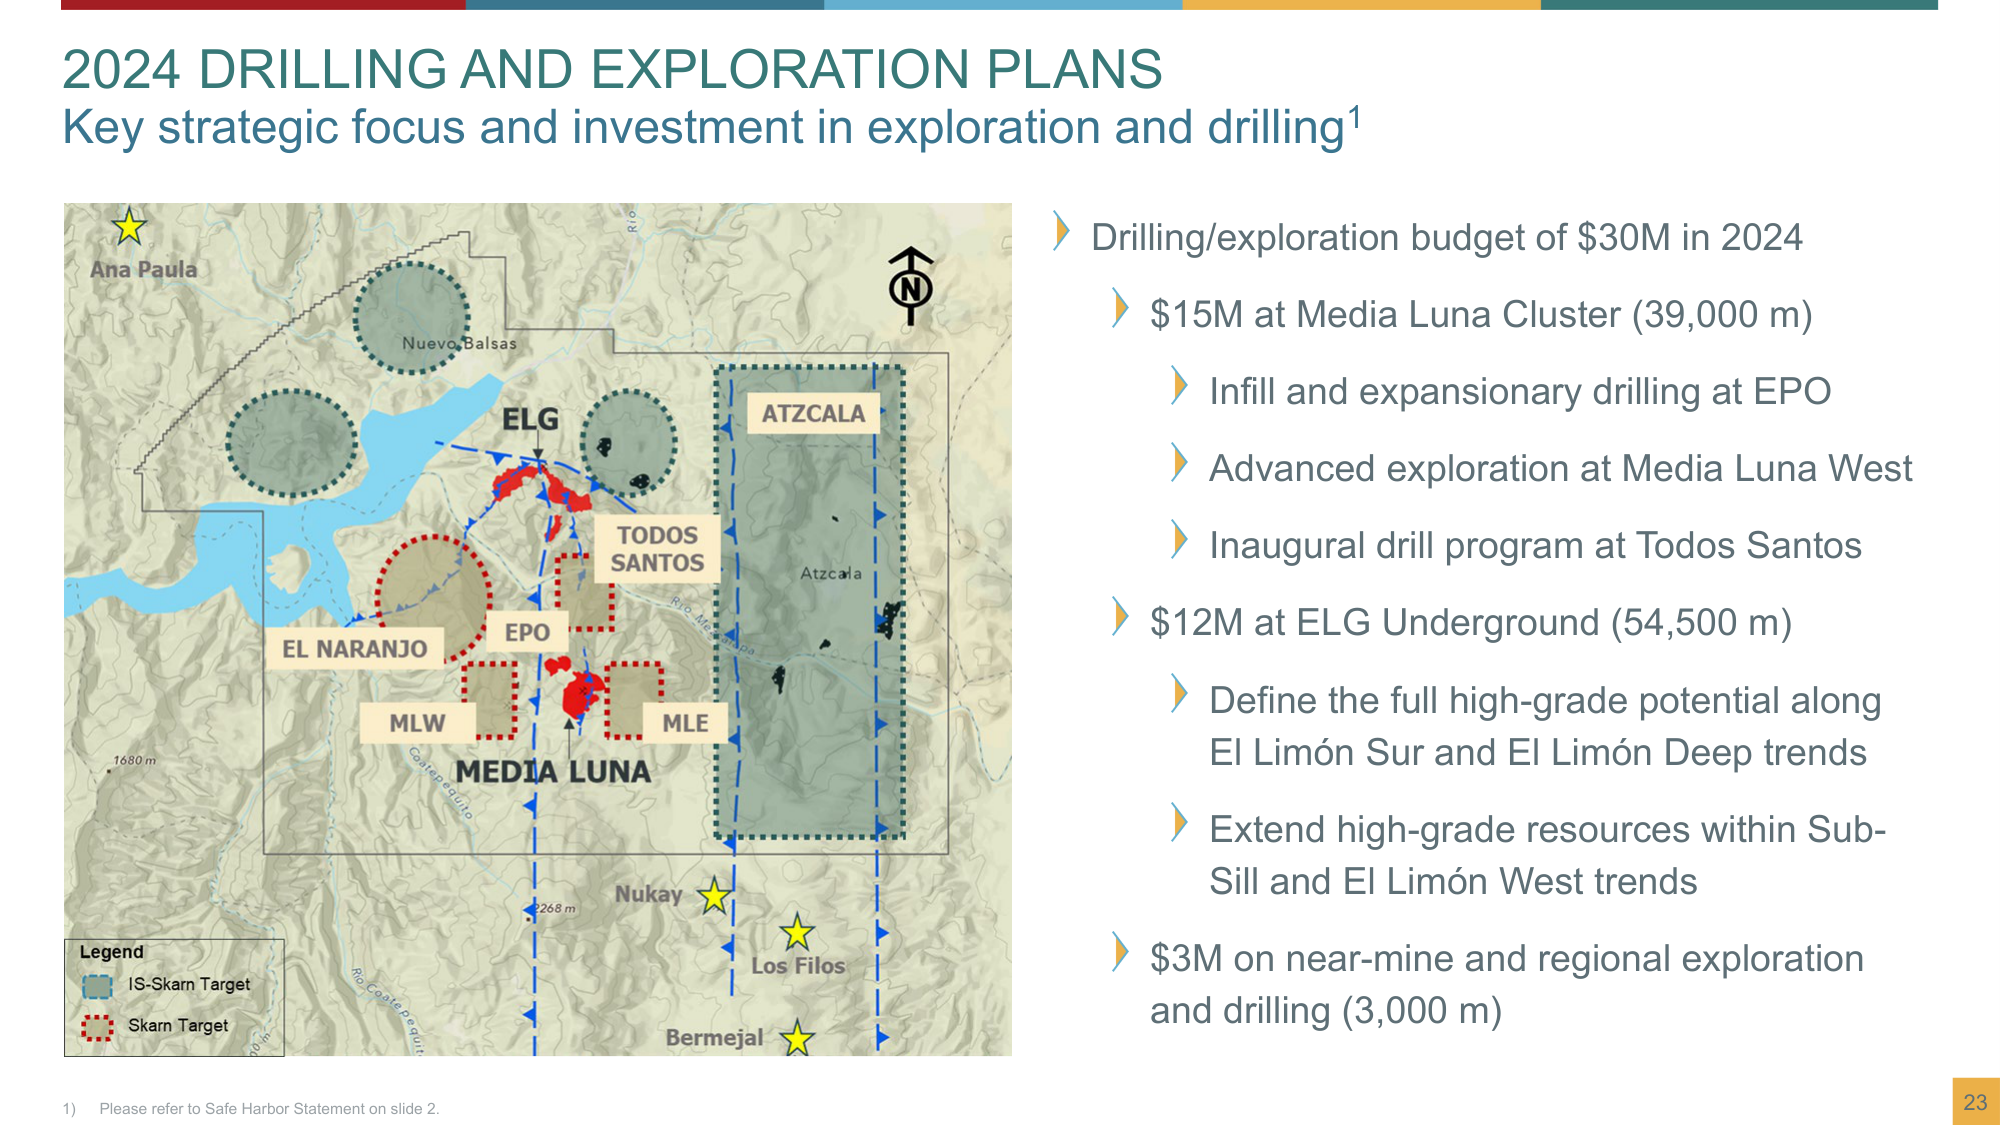 2024 DRILLING AND EXPLORATION PLANS
Key strategic focus and investment in exploration and drilling1
Ana Paula
Río
N
Nuevo Balsas
ELG
ATZCALA
TODOS
SANTOS
Atzcala
EPO
EL NARANJO
MLW
MLE
MEDIA LUNA
1680 m
Coatepequito
2268 m
Nukay
Los Filos
Bermejal
Río Coatepequito
Legend
IS-Skarn Target
Skarn Target
Drilling/exploration budget of $30M in 2024
$15M at Media Luna Cluster (39,000 m)
Infill and expansionary drilling at EPO
Advanced exploration at Media Luna West
Inaugural drill program at Todos Santos
$12M at ELG Underground (54,500 m)
Define the full high-grade potential along
El Limón Sur and El Limón Deep trends
Extend high-grade resources within Sub-
Sill and El Limón West trends
$3M on near-mine and regional exploration
and drilling (3,000 m)
1) Please refer to Safe Harbor Statement on slide 2.
23